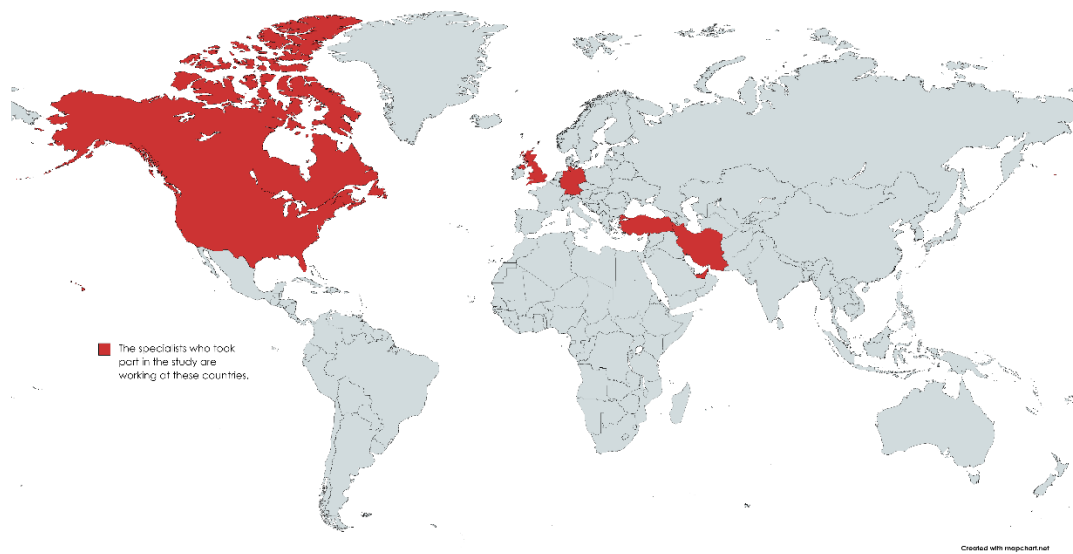 The specialists who took
part in the study are
working at these countries.
Created with mapchart.net